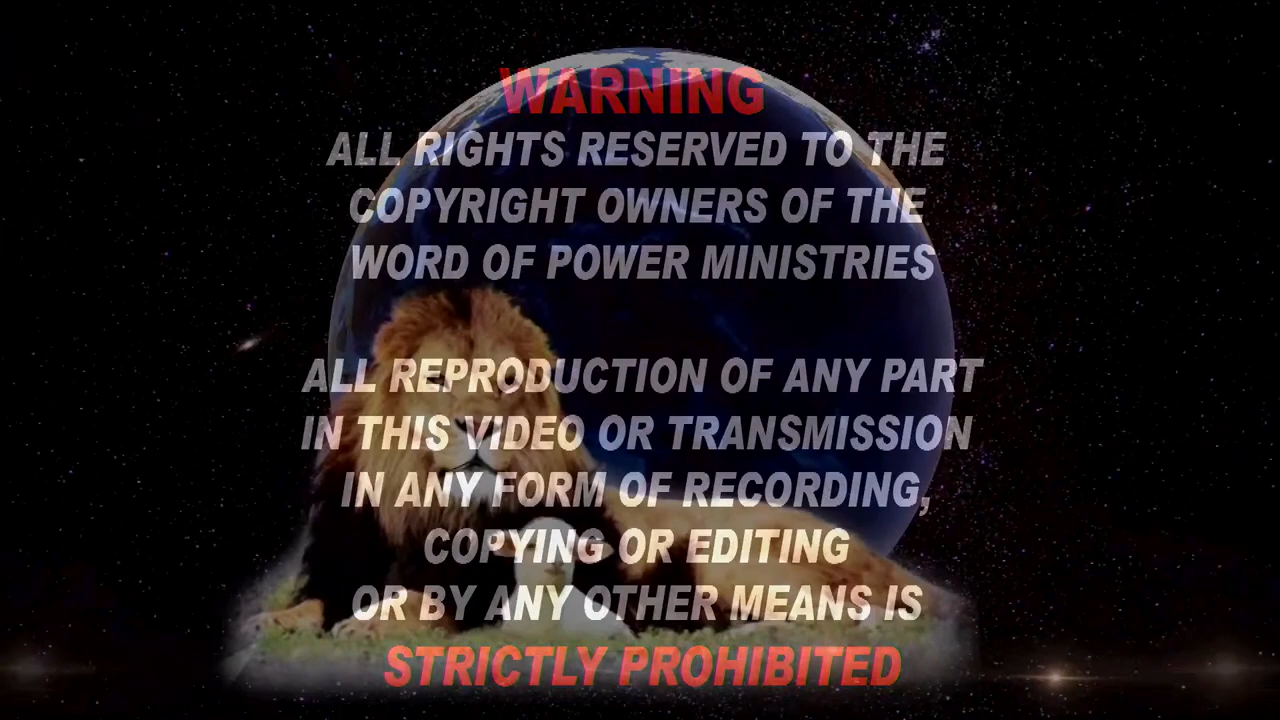 WARNING
ALL RIGHTS RESERVED TO THE
COPYRIGHT OWNERS OF THE
WORD OF POWER MINISTRIES
ALL REPRODUCTION OF ANY PART
IN THIS VIDEO OR TRANSMISSION
IN ANY FORM OF RECORDING,
COPYING OR EDITING
OR BY ANY OTHER MEANS IS
STRICTLY PROHIBITED